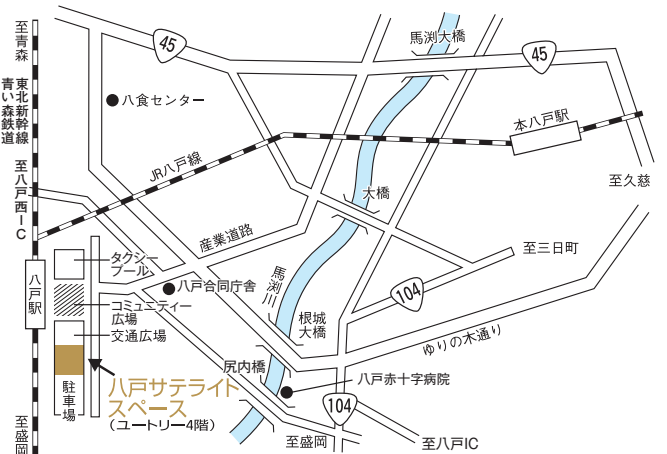 至青森
東北新幹線
青い森鉄道
至八戸西IC
八戸駅
至盛岡
45
馬渕大橋
45
八食センター
JR八戸線
本八戸駅
至久慈
大橋
産業道路
至三日町
タクシー
プール
八戸合同庁舎
馬渕川
104
コミュニティー
広場
根城
大橋
交通広場
ゆりの木通り
尻内橋
八戸赤十字病院
駐車場
八戸サテライト
スペース
(ユートリー4階)
104
至盛岡
至八戸IC